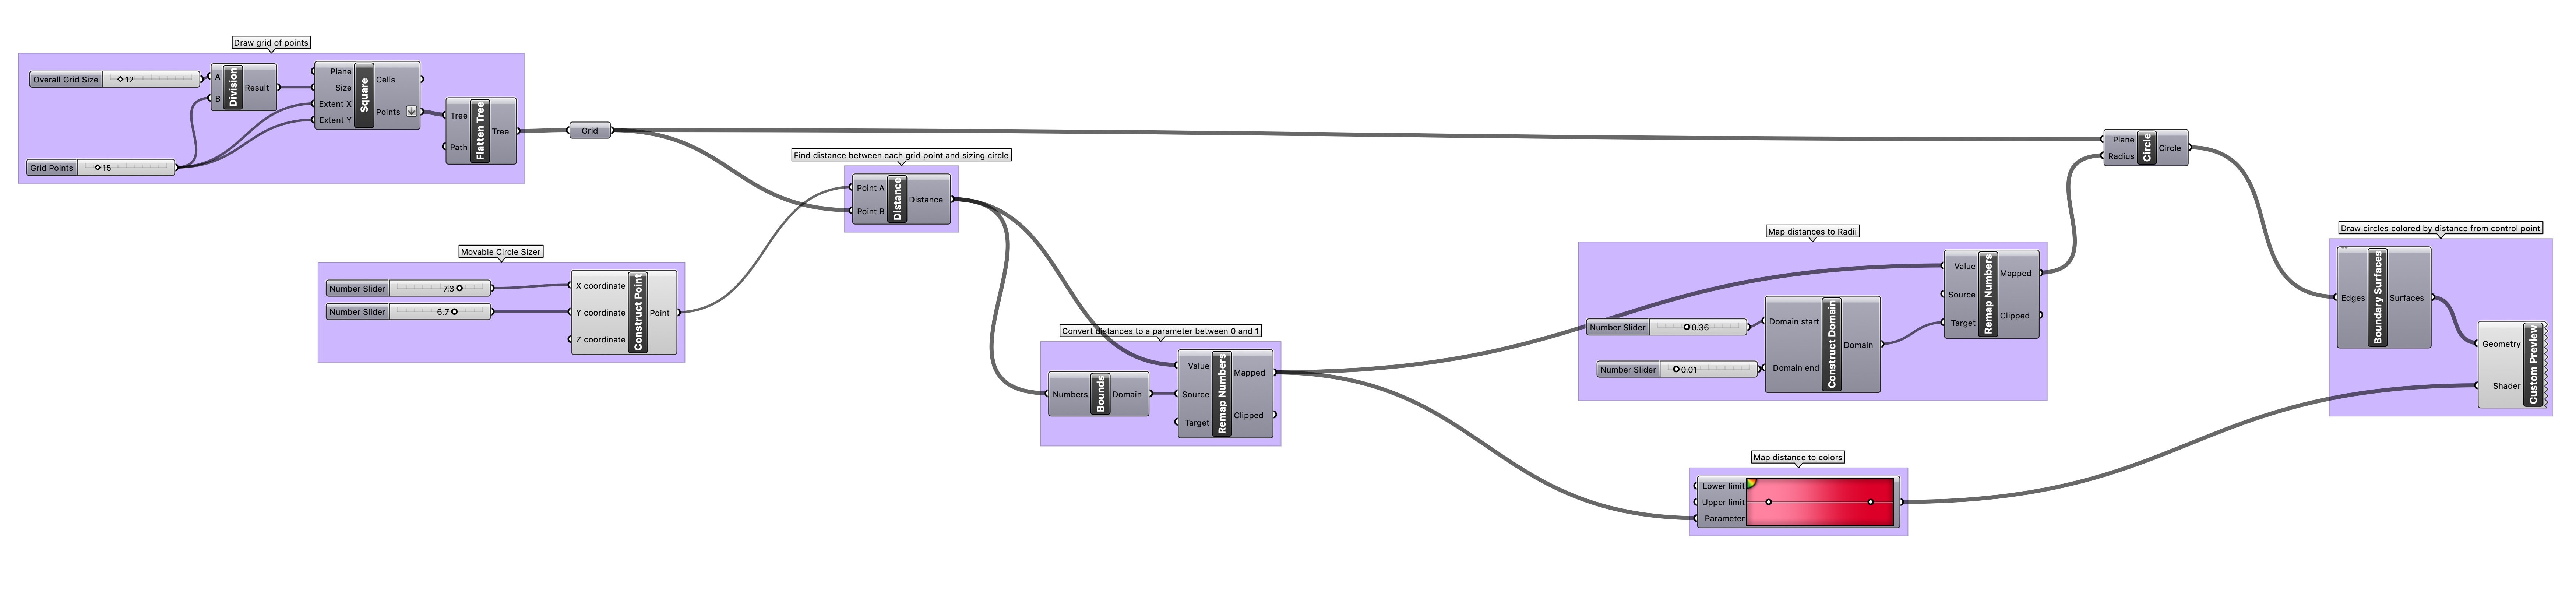 Draw grid of points
Overall Grid Size
12
A
B
Division
Result
Plane
Size
Extent X
Extent Y
Square
Cells
Points
Grid Points
15
Tree
Path
Flatten Tree
Tree
Grid
Find distance between each grid point and sizing circle
Point A
Point B
Distance
Distance
Movable Circle Sizer
Number Slider
7.3
Number Slider
6.7
X coordinate
Y coordinate
Z coordinate
Construct Point
Point
Convert distances to a parameter between 0 and 1
Numbers
Bounds
Domain
Value
Source
Target
Remap Numbers
Mapped
Clipped
Map distances to Radii
Number Slider
0.36
Number Slider
0.01
Domain start
Domain end
Construct Domain
Domain
Value
Source
Target
Remap Numbers
Mapped
Clipped
Map distance to colors
Lower limit
Upper limit
Parameter
Plane
Radius
Circle
Circle
Draw circles colored by distance from control point
Edges
Boundary Surfaces
Surfaces
Geometry
Shader
Custom Preview